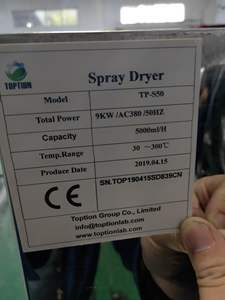 TOPTION
Spray Dryer
Model TP-S50
Total Power 9KW /AC380 /50HZ
Capacity 5000ml/H
Temp.Range 30 ~300℃
Produce Date 2019.04.15
CE SN.TOP190415SD839CN
Toption Group Co., Limited
info@toptionlab.com
www.toptionlab.com